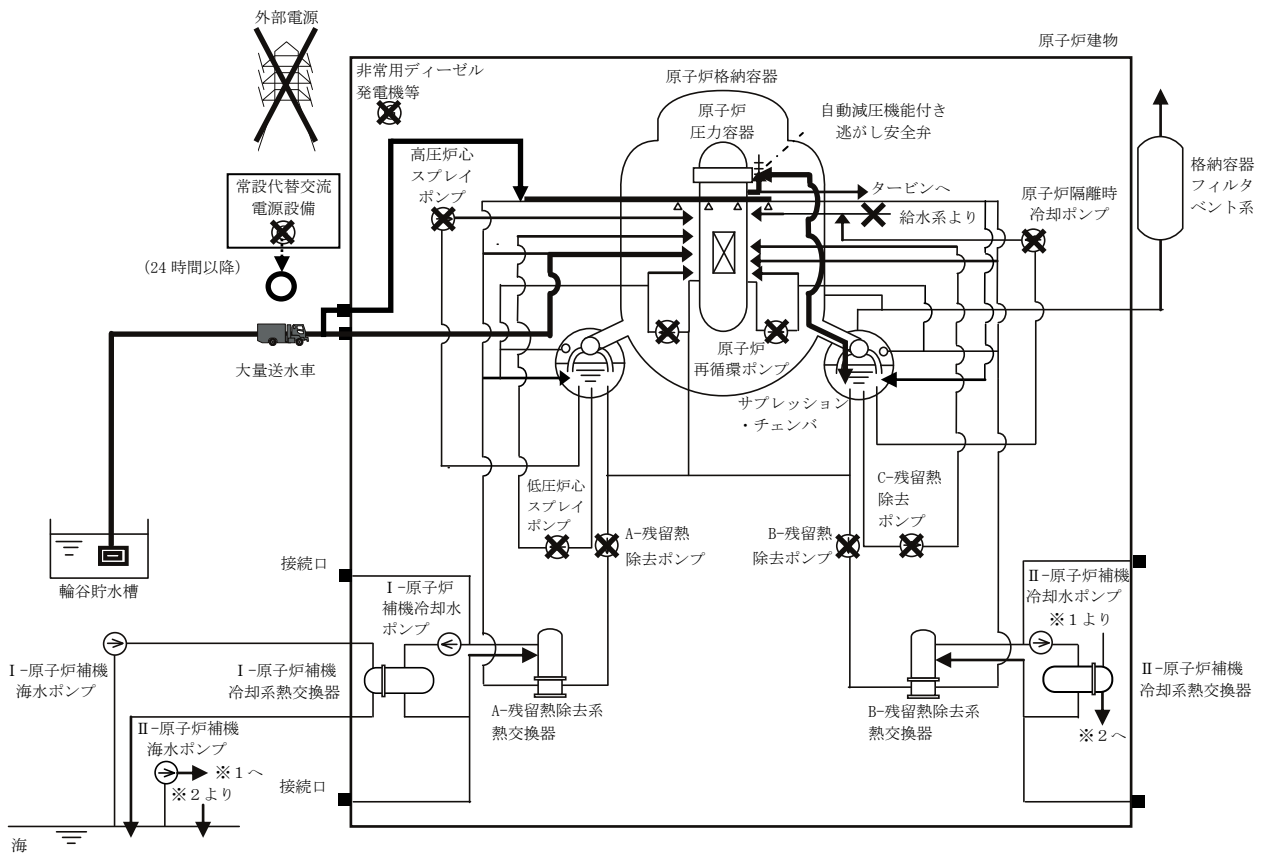 外部電源
原子炉建物
非常用ディーゼル
発電機等
原子炉格納容器
原子炉
圧力容器
自動減圧機能付き
逃がし安全弁
高圧炉心
スプレイ
ポンプ
常設代替交流
電源設備
タービンへ
給水系より
原子炉隔離時
冷却ポンプ
格納容器
フィルタ
ベント系
(24 時間以降)
大量送水車
原子炉
再循環ポンプ
サプレッション
・チェンバ
低圧炉心
スプレイ
ポンプ
A-残留熱
除去ポンプ
B-残留熱
除去ポンプ
C-残留熱
除去
ポンプ
輪谷貯水槽
接続口
Ⅰ-原子炉
補機冷却水
ポンプ
Ⅱ-原子炉補機
冷却水ポンプ
※1より
Ⅰ-原子炉補機
海水ポンプ
Ⅰ-原子炉補機
冷却系熱交換器
A-残留熱除去系
熱交換器
B-残留熱除去系
熱交換器
Ⅱ-原子炉補機
冷却系熱交換器
※2へ
Ⅱ-原子炉補機
海水ポンプ
※1へ
※2より
接続口
海